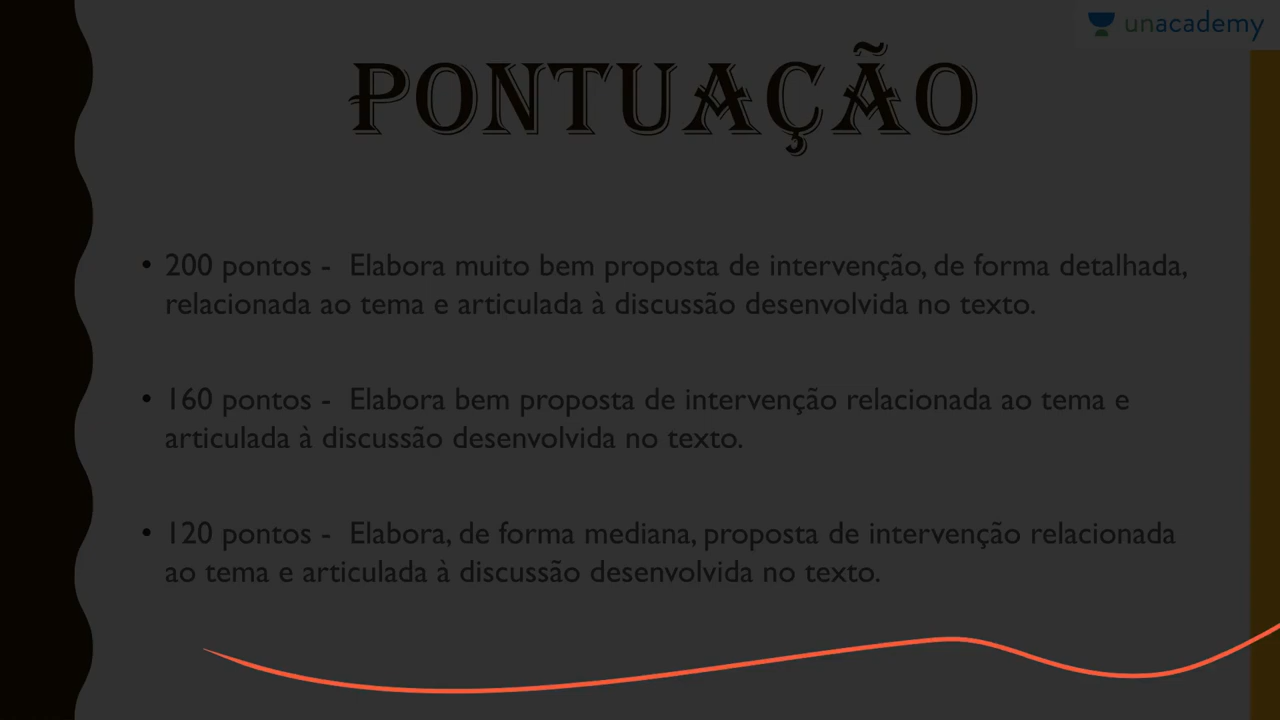 unacademy
PONTUAÇÃO
• 200 pontos - Elabora muito bem proposta de intervenção, de forma detalhada,
relacionada ao tema e articulada à discussão desenvolvida no texto.
• 160 pontos - Elabora bem proposta de intervenção relacionada ao tema e
articulada à discussão desenvolvida no texto.
• 120 pontos - Elabora, de forma mediana, proposta de intervenção relacionada
ao tema e articulada à discussão desenvolvida no texto.